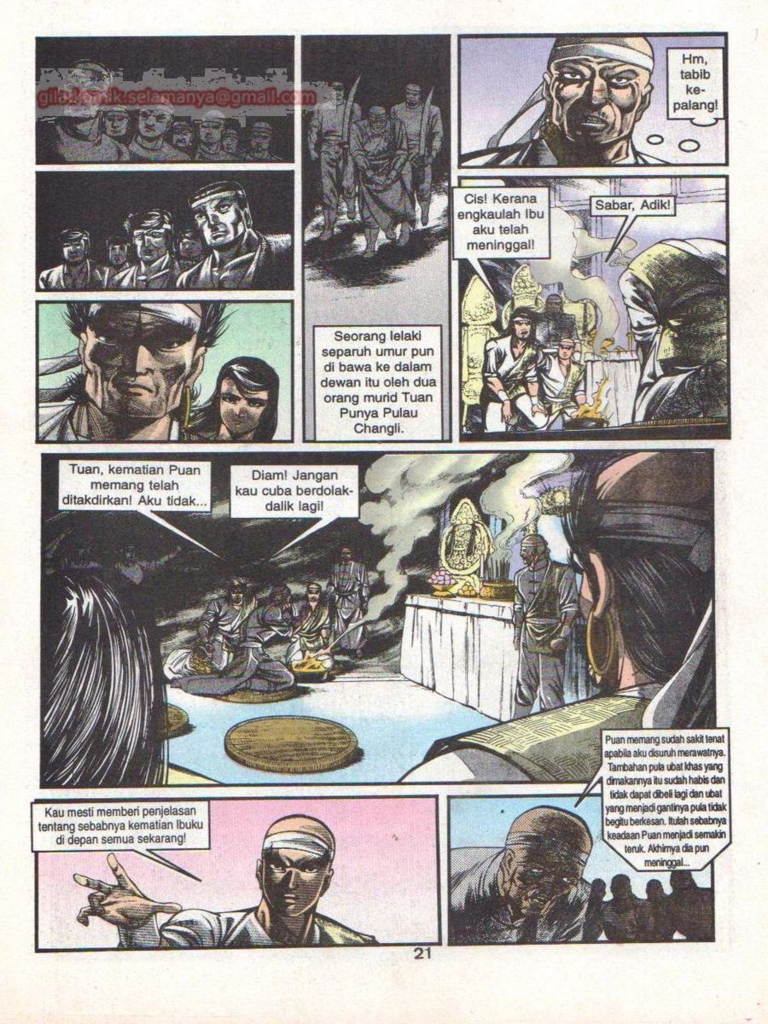 gila.komik.selamanya@gmail.com
Hm,
tabib
ke-
palang!
Cis! Kerana
engkaulah Ibu
aku telah
meninggal!
Sabar, Adik!
Seorang lelaki
separuh umur pun
di bawa ke dalam
dewan itu oleh dua
orang murid Tuan
Punya Pulau
Changli.
Tuan, kematian Puan
memang telah
ditakdirkan! Aku tidak...
Diam! Jangan
kau cuba berdolak-
dalik lagi!
Kau mesti memberi penjelasan
tentang sebabnya kematian Ibuku
di depan semua sekarang!
Puan memang sudah sakit tenat
apabila aku disuruh merawatnya.
Tambahan pula ubat khas yang
dimakannya itu sudah habis dan
tidak dapat dibeli lagi dan ubat
yang menjadi gantinya pula tidak
begitu berkesan. Itulah sebabnya
keadaan Puan menjadi semakin
teruk. Akhirnya dia pun
meninggal...
21